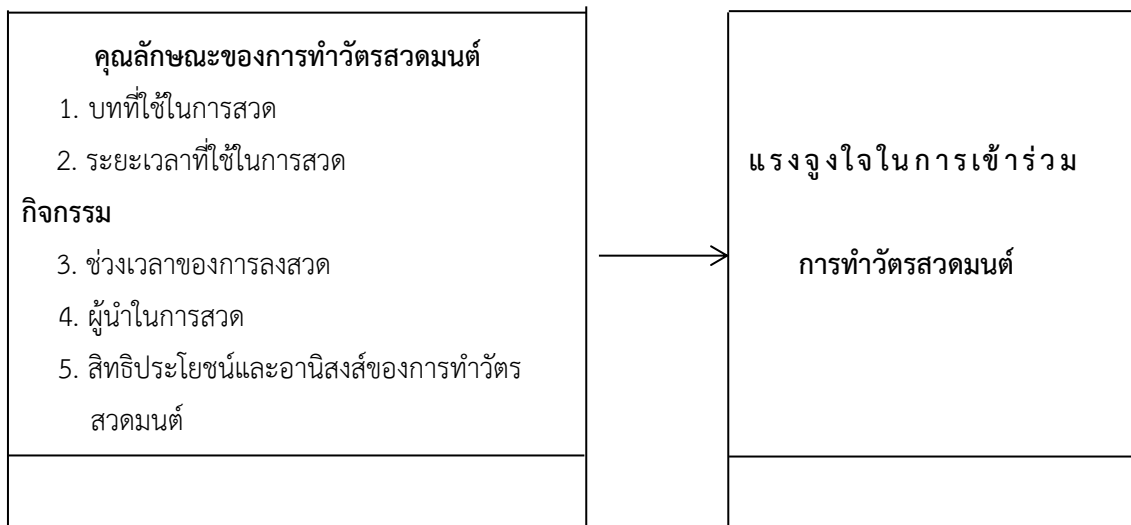 คุณลักษณะของการทำวัตรสวดมนต์
1. บทที่ใช้ในการสวด
2. ระยะเวลาที่ใช้ในการสวด
กิจกรรม
3. ช่วงเวลาของการลงสวด
4. ผู้นำในการสวด
5. สิทธิประโยชน์และอานิสงส์ของการทำวัตร
สวดมนต์
แรงจูงใจในการเข้าร่วม
การทำวัตรสวดมนต์